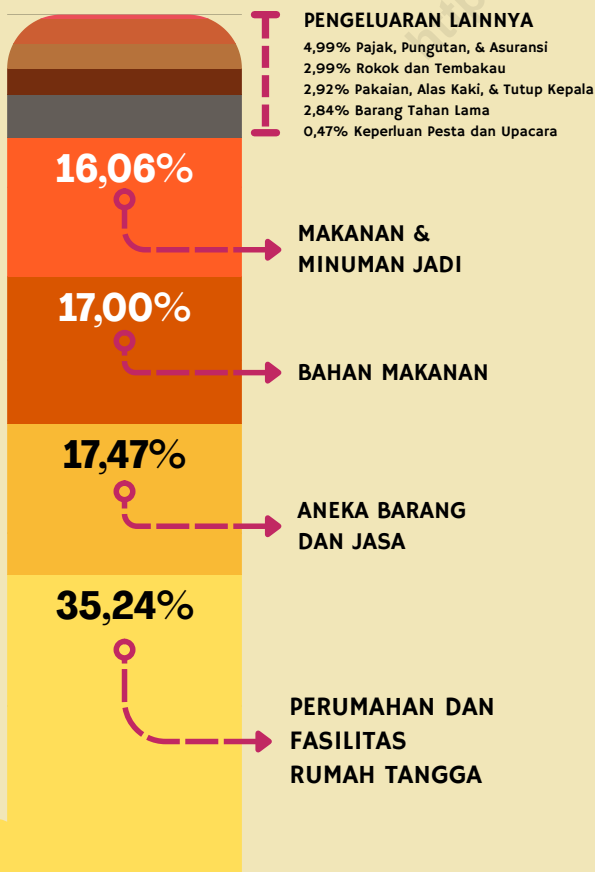 PENGELUARAN LAINNYA
4,99% Pajak, Pungutan, & Asuransi
2,99% Rokok dan Tembakau
2,92% Pakaian, Alas Kaki, & Tutup Kepala
2,84% Barang Tahan Lama
0,47% Keperluan Pesta dan Upacara
16,06%
MAKANAN &
MINUMAN JADI
17,00%
BAHAN MAKANAN
17,47%
ANEKA BARANG
DAN JASA
35,24%
PERUMAHAN DAN
FASILITAS
RUMAH TANGGA